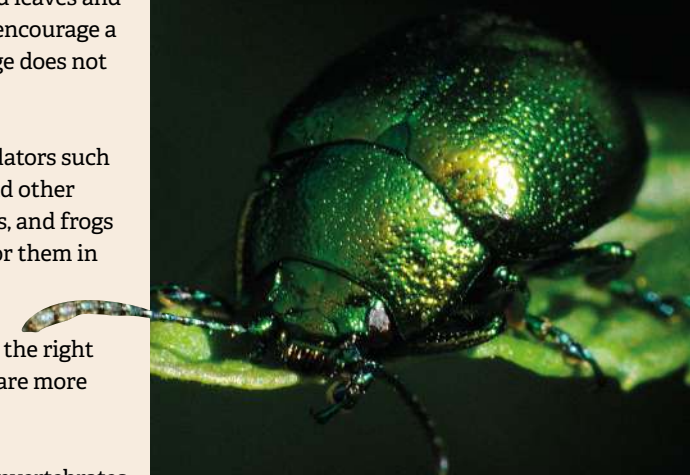 leaves and
encourage a
ge does not
lators such
d other
s, and frogs
or them in
the right
are more